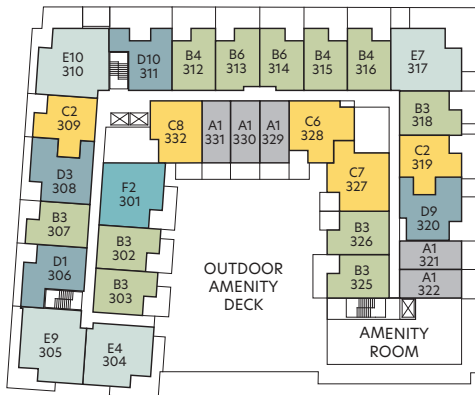 E10
310
D10
311
B4
312
B6
313
B6
314
B4
315
B4
316
E7
317
C2
309
C8
332
A1
331
A1
330
A1
329
C6
328
B3
318
D3
308
F2
301
C7
327
C2
319
B3
307
B3
302
B3
326
D9
320
D1
306
B3
303
OUTDOOR
AMENITY
DECK
B3
325
A1
321
A1
322
E9
305
E4
304
AMENITY
ROOM